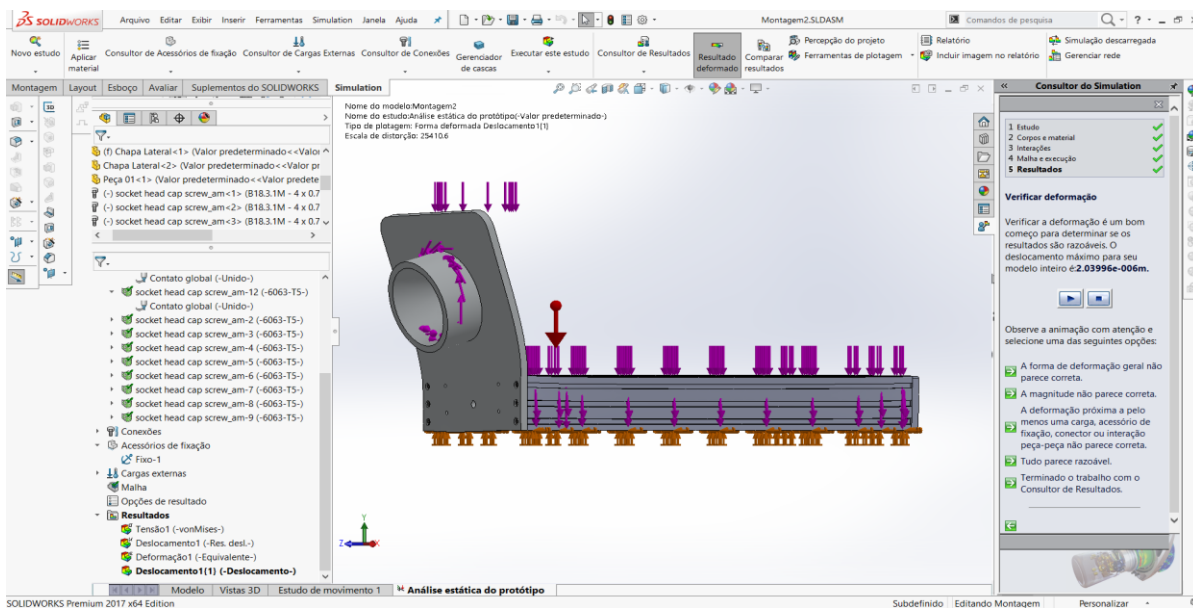 SOLIDWORKS Arquivo Editar Exibir Inserir Ferramentas Simulation Janela Ajuda Montagem2.SLDASM Comandos de pesquisa
Novo estudo
Aplicar material
Consultor de Acessórios de fixação
Consultor de Cargas Externas
Consultor de Conexões
Gerenciador de cascas
Executar este estudo
Consultor de Resultados
Resultado deformado
Comparar resultados
Percepção do projeto
Ferramentas de plotagem
Relatório
Incluir imagem no relatório
Simulação descarregada
Gerenciar rede
Montagem Layout Esboço Avaliar Suplementos do SOLIDWORKS Simulation
(f) Chapa Lateral<1> (Valor predeterminado<<Valor
Chapa Lateral<2> (Valor predeterminado<<Valor pr
Peça 01<1> (Valor predeterminado<<Valor predete
(-) socket head cap screw_am<1> (B18.3.1M - 4 x 0.7
(-) socket head cap screw_am<2> (B18.3.1M - 4 x 0.7
(-) socket head cap screw_am<3> (B18.3.1M - 4 x 0.7
Contato global (-Unido-)
socket head cap screw_am-12 (-6063-T5-)
Contato global (-Unido-)
socket head cap screw_am-2 (-6063-T5-)
socket head cap screw_am-3 (-6063-T5-)
socket head cap screw_am-4 (-6063-T5-)
socket head cap screw_am-5 (-6063-T5-)
socket head cap screw_am-6 (-6063-T5-)
socket head cap screw_am-7 (-6063-T5-)
socket head cap screw_am-8 (-6063-T5-)
socket head cap screw_am-9 (-6063-T5-)
Conexões
Acessórios de fixação
Fixo-1
Cargas externas
Malha
Opções de resultado
Resultados
Tensão1 (-vonMises-)
Deslocamento1 (-Res. desl.-)
Deformação1 (-Equivalente-)
Deslocamento1(1) (-Deslocamento-)
Nome do modelo:Montagem2
Nome do estudo:Análise estática do protótipo(-Valor predeterminado-)
Tipo de plotagem: Forma deformada Deslocamento1(1)
Escala de distorção: 25410.6
Y
Z
X
Consultor do Simulation
1 Estudo
2 Corpos e material
3 Interações
4 Malha e execução
5 Resultados
Verificar deformação
Verificar a deformação é um bom
começo para determinar se os
resultados são razoáveis. O
deslocamento máximo para seu
modelo inteiro é:2.03996e-006m.
Observe a animação com atenção e
selecione uma das seguintes opções:
A forma de deformação geral não
parece correta.
A magnitude não parece correta.
A deformação próxima a pelo
menos uma carga, acessório de
fixação, conector ou interação
peça-peça não parece correta.
Tudo parece razoável.
Terminado o trabalho com o
Consultor de Resultados.
Modelo Vistas 3D Estudo de movimento 1 Análise estática do protótipo
SOLIDWORKS Premium 2017 x64 Edition Subdefinido Editando Montagem Personalizar